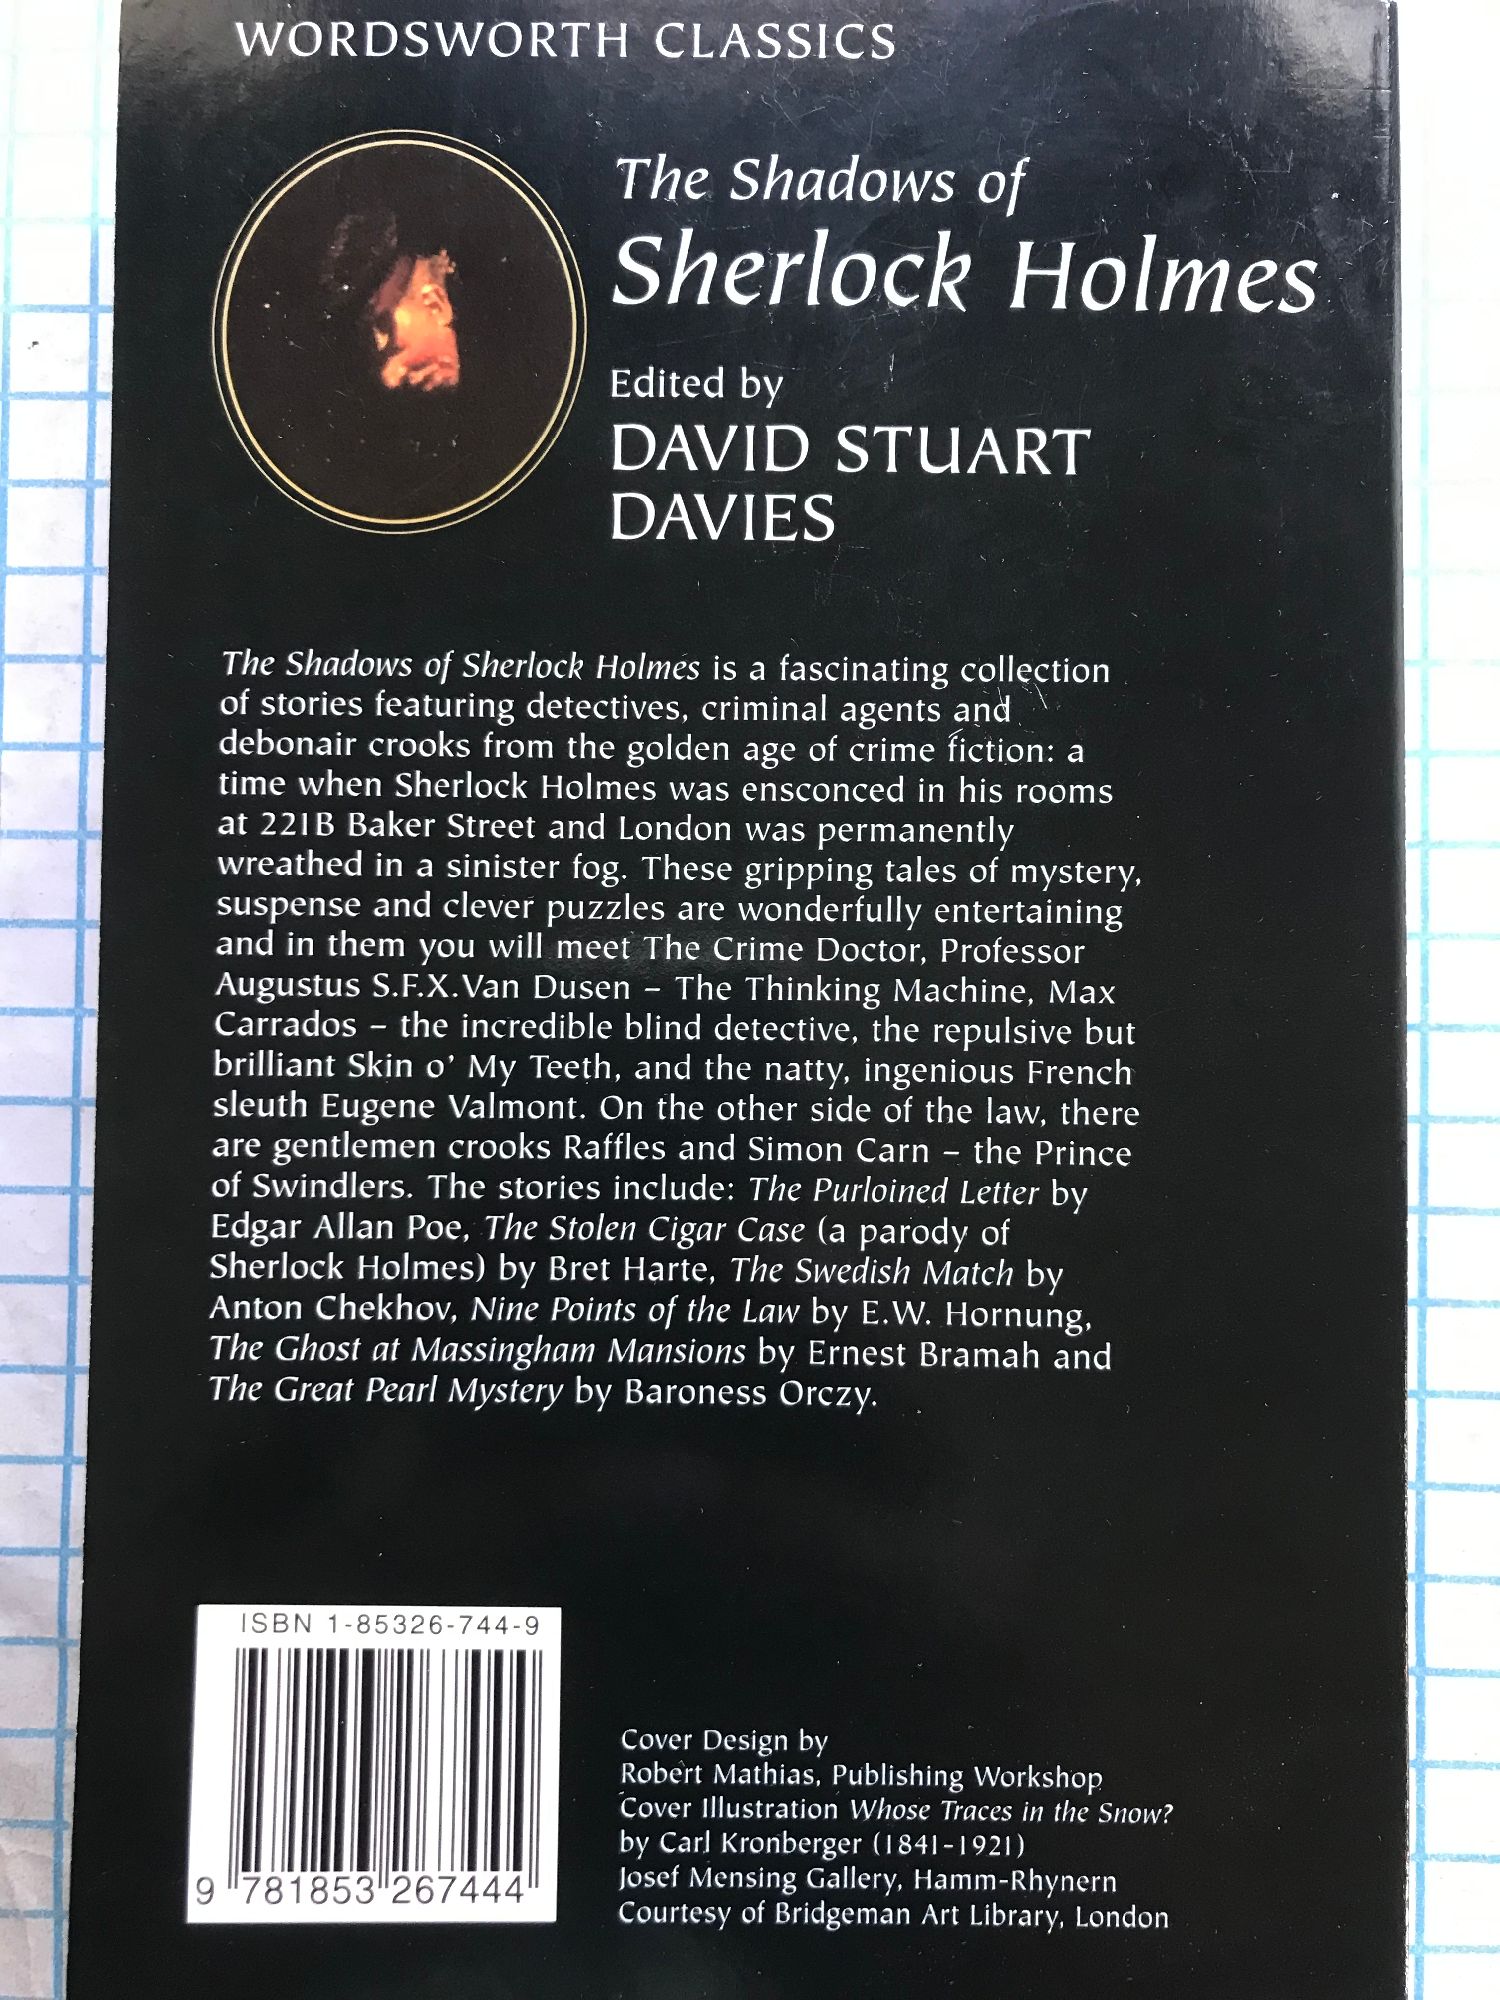 WORDSWORTH CLASSICS
The Shadows of
Sherlock Holmes
Edited by
DAVID STUART
DAVIES
The Shadows of Sherlock Holmes is a fascinating collection
of stories featuring detectives, criminal agents and
debonair crooks from the golden age of crime fiction: a
time when Sherlock Holmes was ensconced in his rooms
at 221B Baker Street and London was permanently
wreathed in a sinister fog. These gripping tales of mystery,
suspense and clever puzzles are wonderfully entertaining
and in them you will meet The Crime Doctor, Professor
Augustus S.F.X.Van Dusen – The Thinking Machine, Max
Carrados – the incredible blind detective, the repulsive but
brilliant Skin o' My Teeth, and the natty, ingenious French
sleuth Eugene Valmont. On the other side of the law, there
are gentlemen crooks Raffles and Simon Carn – the Prince
of Swindlers. The stories include: The Purloined Letter by
Edgar Allan Poe, The Stolen Cigar Case (a parody of
Sherlock Holmes) by Bret Harte, The Swedish Match by
Anton Chekhov, Nine Points of the Law by E.W. Hornung,
The Ghost at Massingham Mansions by Ernest Bramah and
The Great Pearl Mystery by Baroness Orczy.
ISBN 1-85326-744-9
9 781853 267444
Cover Design by
Robert Mathias, Publishing Workshop
Cover Illustration Whose Traces in the Snow?
by Carl Kronberger (1841-1921)
Josef Mensing Gallery, Hamm-Rhynern
Courtesy of Bridgeman Art Library, London